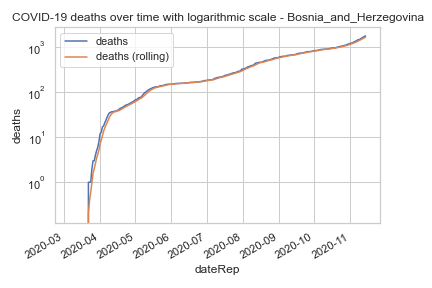 COVID-19 deaths over time with logarithmic scale - Bosnia_and_Herzegovina
deaths
deaths (rolling)
10³
10²
10¹
10⁰
deaths
2020-03
2020-04
2020-05
2020-06
2020-07
2020-08
2020-09
2020-10
2020-11
dateRep